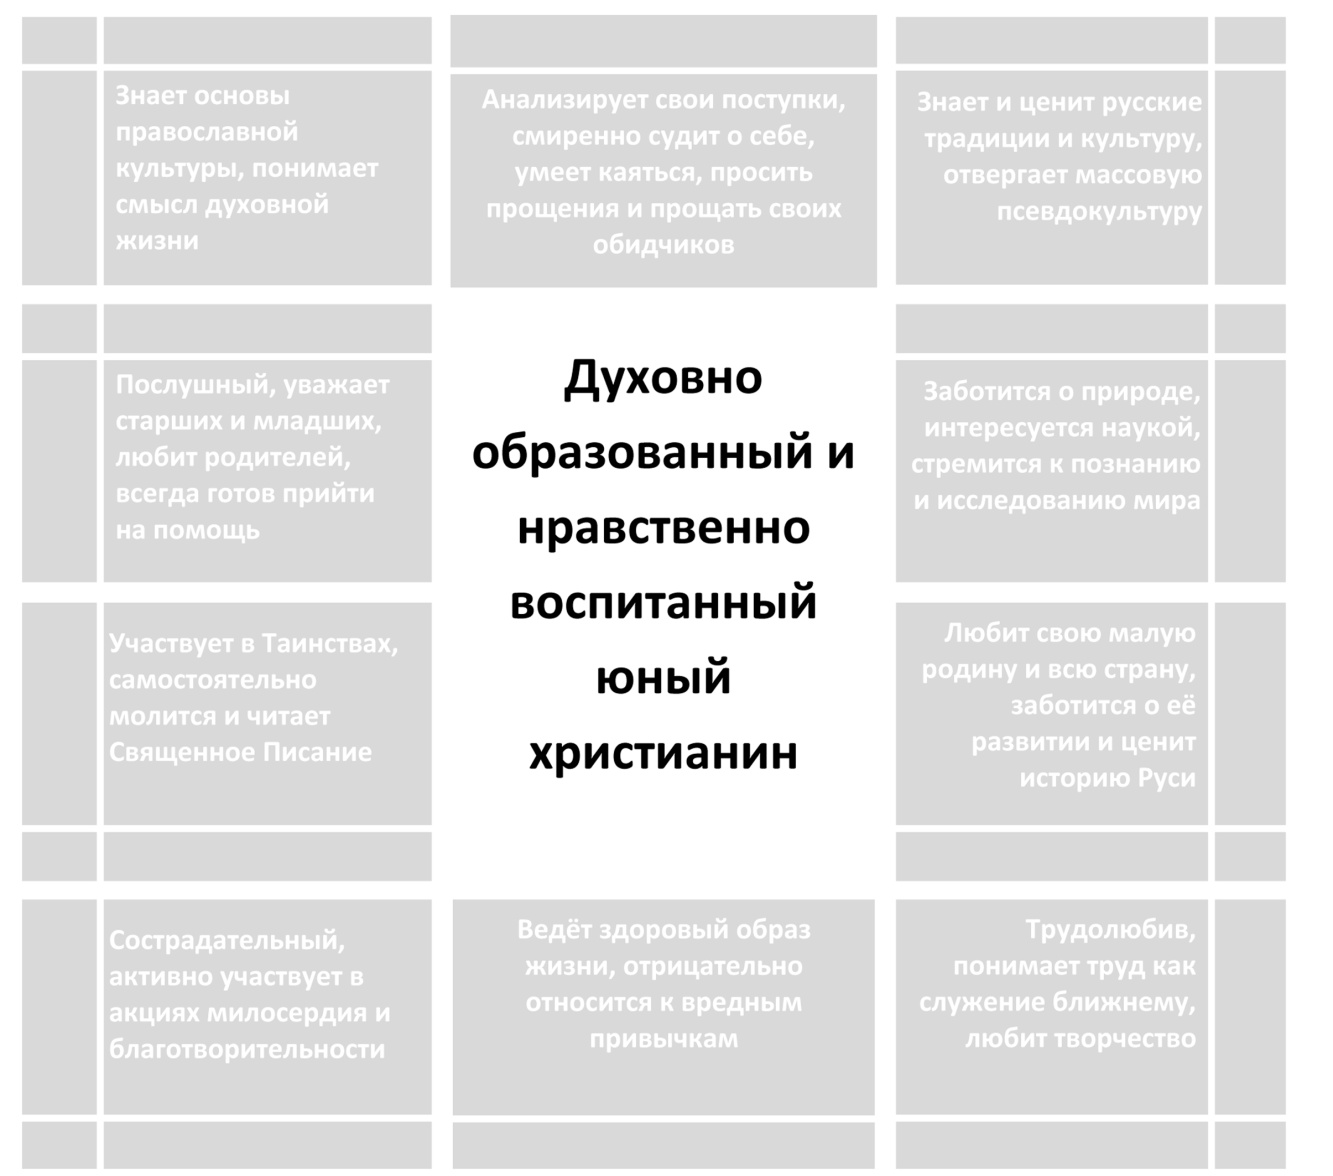 Знает основы
православной
культуры, понимает
смысл духовной
жизни
Анализирует свои поступки,
смиренно судит о себе,
умеет каяться, просить
прощения и прощать своих
обидчиков
Знает и ценит русские
традиции и культуру,
отвергает массовую
псевдокультуру
Послушный, уважает
старших и младших,
любит родителей,
всегда готов прийти
на помощь
Духовно
образованный и
нравственно
воспитанный
юный
христианин
Заботится о природе,
интересуется наукой,
стремится к познанию
и исследованию мира
Участвует в Таинствах,
самостоятельно
молится и читает
Священное Писание
Любит свою малую
родину и всю страну,
заботится о её
развитии и ценит
историю Руси
Сострадательный,
активно участвует в
акциях милосердия и
благотворительности
Ведёт здоровый образ
жизни, отрицательно
относится к вредным
привычкам
Трудолюбив,
понимает труд как
служение ближнему,
любит творчество